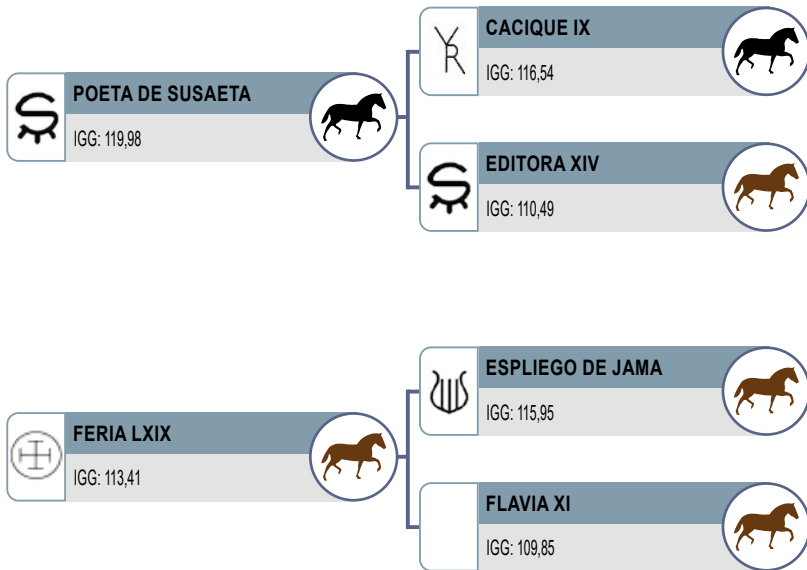 CACIQUE IX
IGG: 116,54
POETA DE SUSAETA
IGG: 119,98
EDITORA XIV
IGG: 110,49
ESPLIEGO DE JAMA
IGG: 115,95
FERIA LXIX
IGG: 113,41
FLAVIA XI
IGG: 109,85